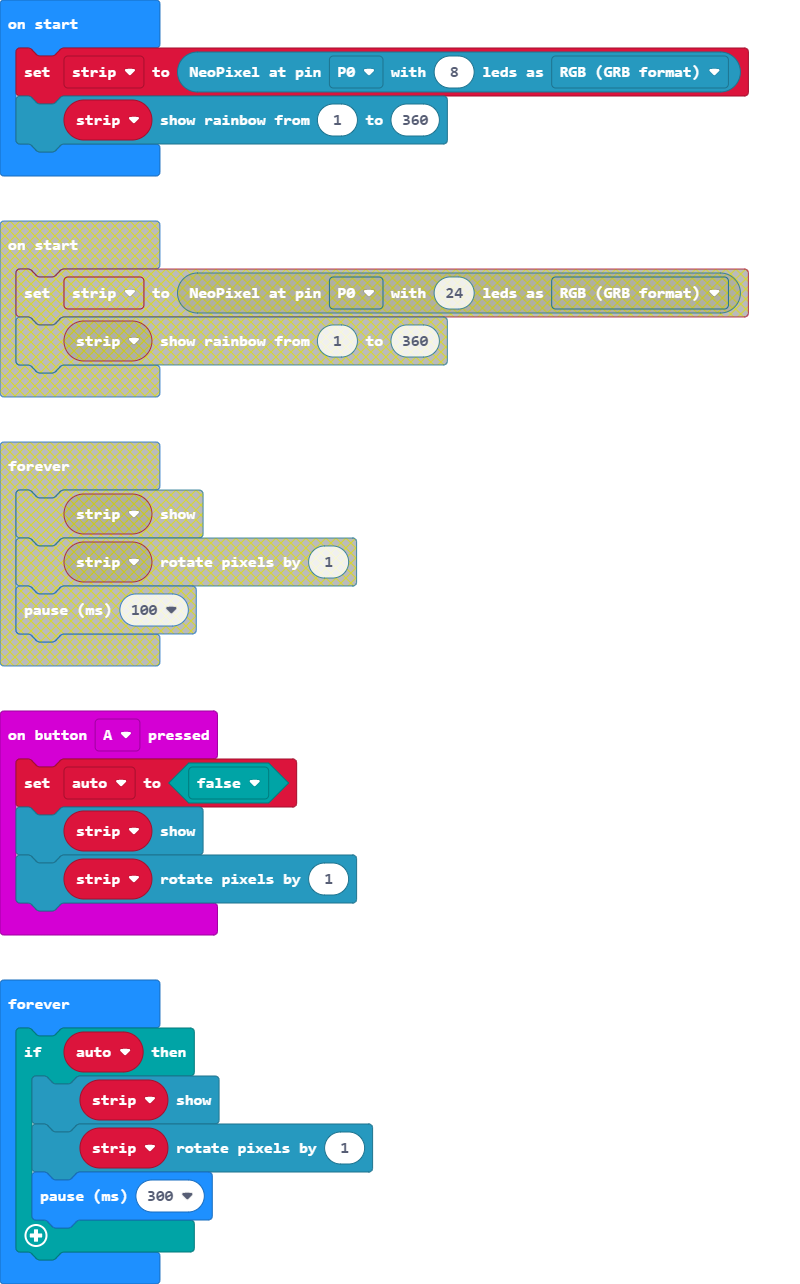 on start
set strip to NeoPixel at pin P0 with 8 leds as RGB (GRB format)
strip show rainbow from 1 to 360
on start
set strip to NeoPixel at pin P0 with 24 leds as RGB (GRB format)
strip show rainbow from 1 to 360
forever
strip show
strip rotate pixels by 1
pause (ms) 100
on button A pressed
set auto to false
strip show
strip rotate pixels by 1
forever
if auto then
strip show
strip rotate pixels by 1
pause (ms) 300